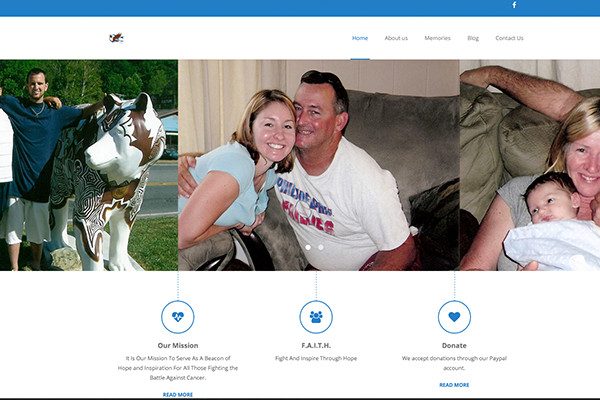 Home About us Memories Blog Contact Us
Our Mission
It Is Our Mission To Serve As A Beacon of
Hope and Inspiration For All Those Fighting the
Battle Against Cancer.
READ MORE
F.A.I.T.H.
Fight And Inspire Through Hope
Donate
We accept donations through our Paypal
account.
READ MORE